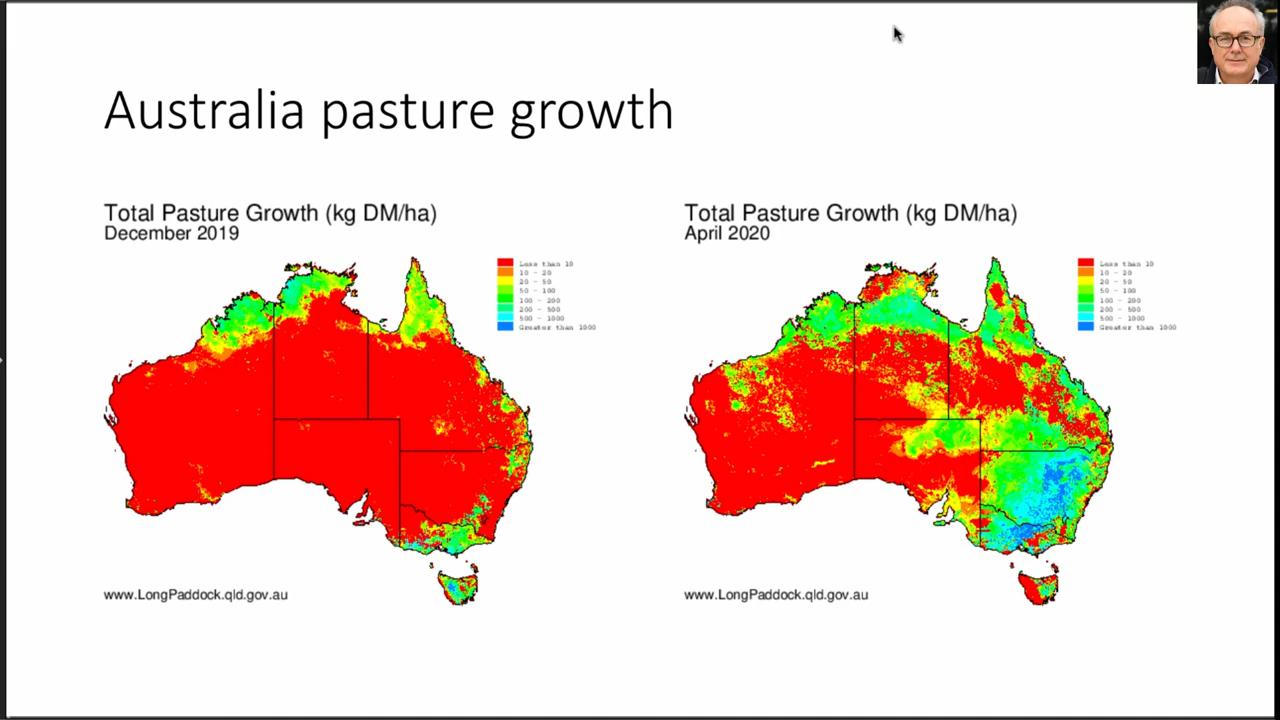 Australia pasture growth
Total Pasture Growth (kg DM/ha)
December 2019
Less than 10
10 - 20
20 - 50
50 - 100
100 - 200
200 - 500
500 - 1000
Greater than 1000
www.LongPaddock.qld.gov.au
Total Pasture Growth (kg DM/ha)
April 2020
Less than 10
10 - 20
20 - 50
50 - 100
100 - 200
200 - 500
500 - 1000
Greater than 1000
www.LongPaddock.qld.gov.au